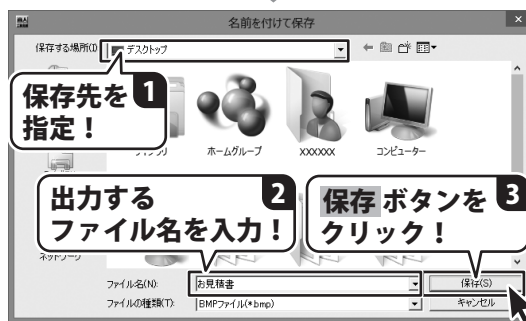 名前を付けて保存
保存する場所(I)
デスクトップ
保存先を 1
指定！
ホームグループ
xxxxxx
コンピューター
出力する 2
ファイル名を入力！
保存 ボタンを 3
クリック！
ファイル名(N):
お見積書
保存(S)
ファイルの種類(T):
BMPファイル(*.bmp)
キャンセル